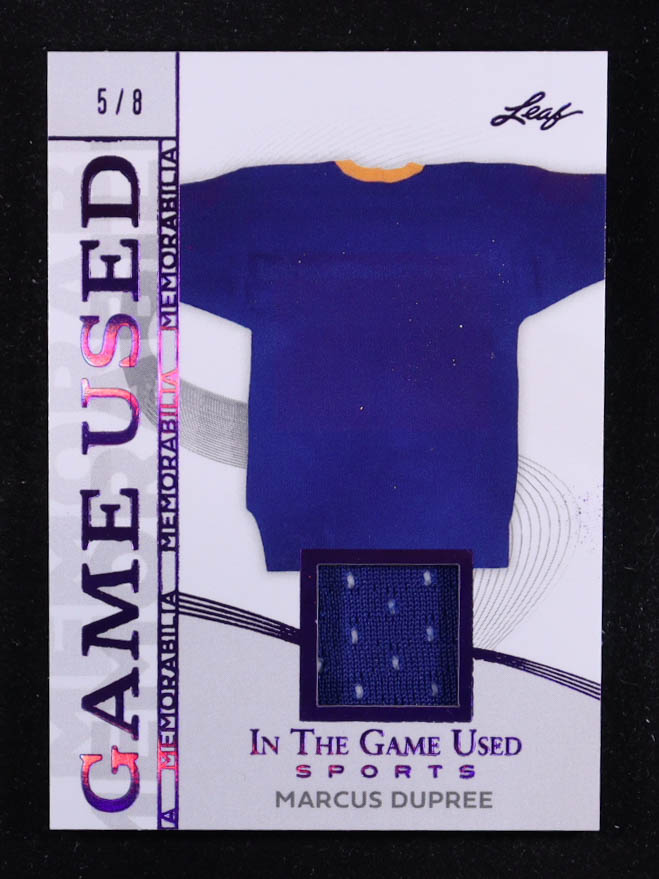 5/8
Leaf
GAME USED
A MEMORABILIA MEMORABILIA MEMORABILIA
IN THE GAME USED
SPORTS
MARCUS DUPREE